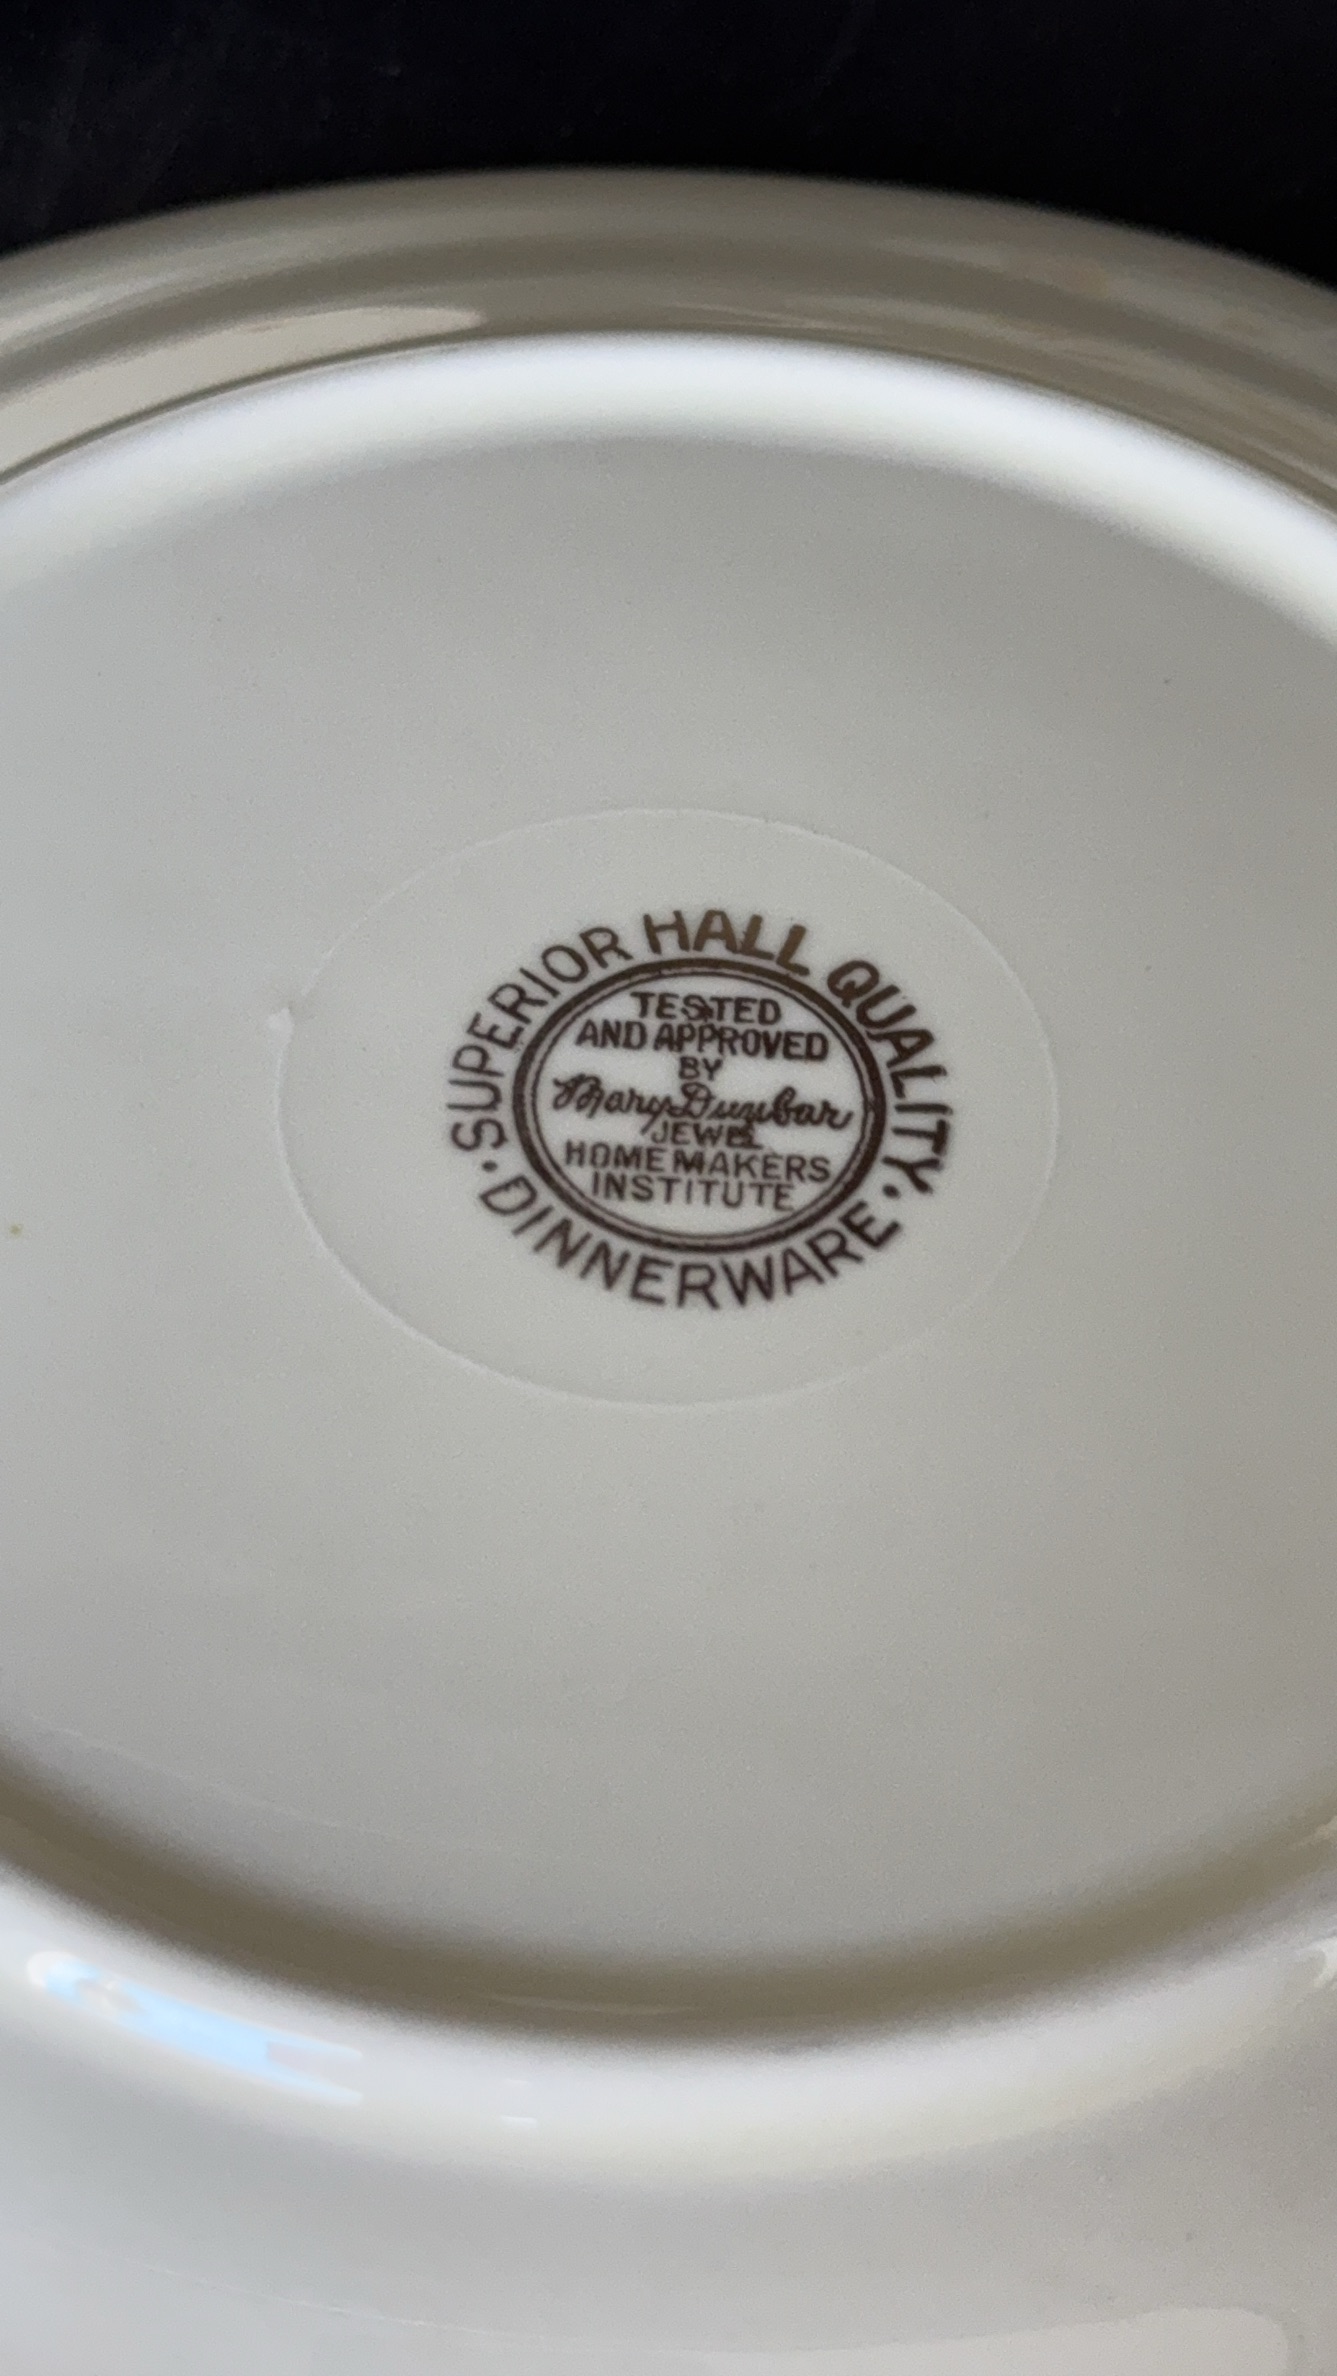 SUPERIOR HALL QUALITY
TESTED
AND APPROVED
BY
Mary Dunbar
JEWEL
HOMEMAKERS
INSTITUTE
· DINNERWARE ·